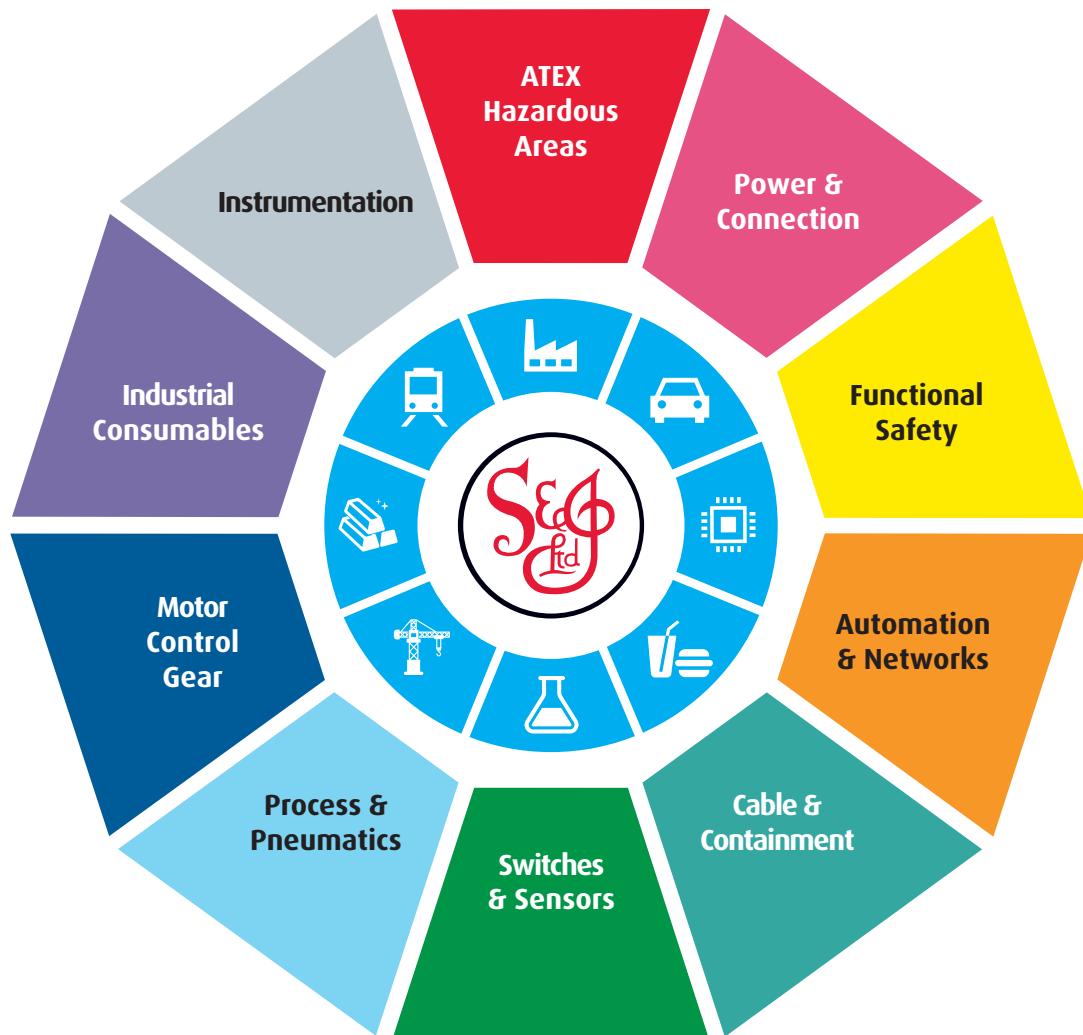 ATEX
Hazardous
Areas
Power &
Connection
Functional
Safety
Automation
& Networks
Cable &
Containment
Switches
& Sensors
Process &
Pneumatics
Motor
Control
Gear
Industrial
Consumables
Instrumentation
S&J
Ltd